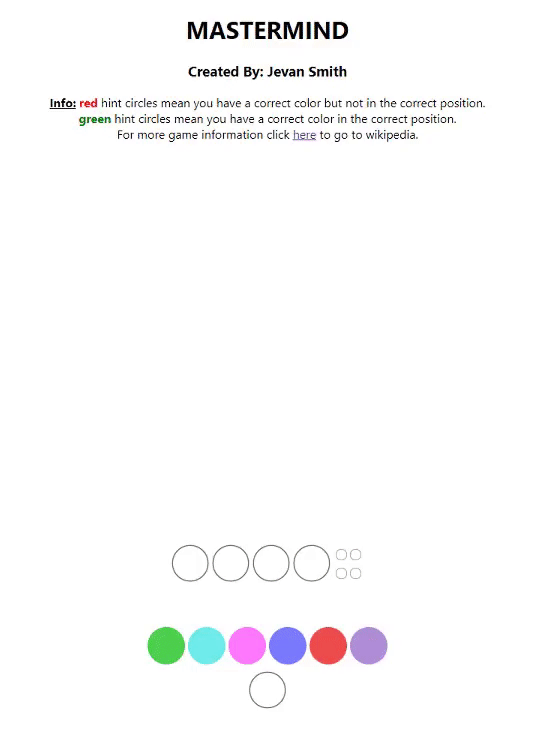 MASTERMIND
Created By: Jevan Smith
Info: red hint circles mean you have a correct color but not in the correct position.
green hint circles mean you have a correct color in the correct position.
For more game information click here to go to wikipedia.